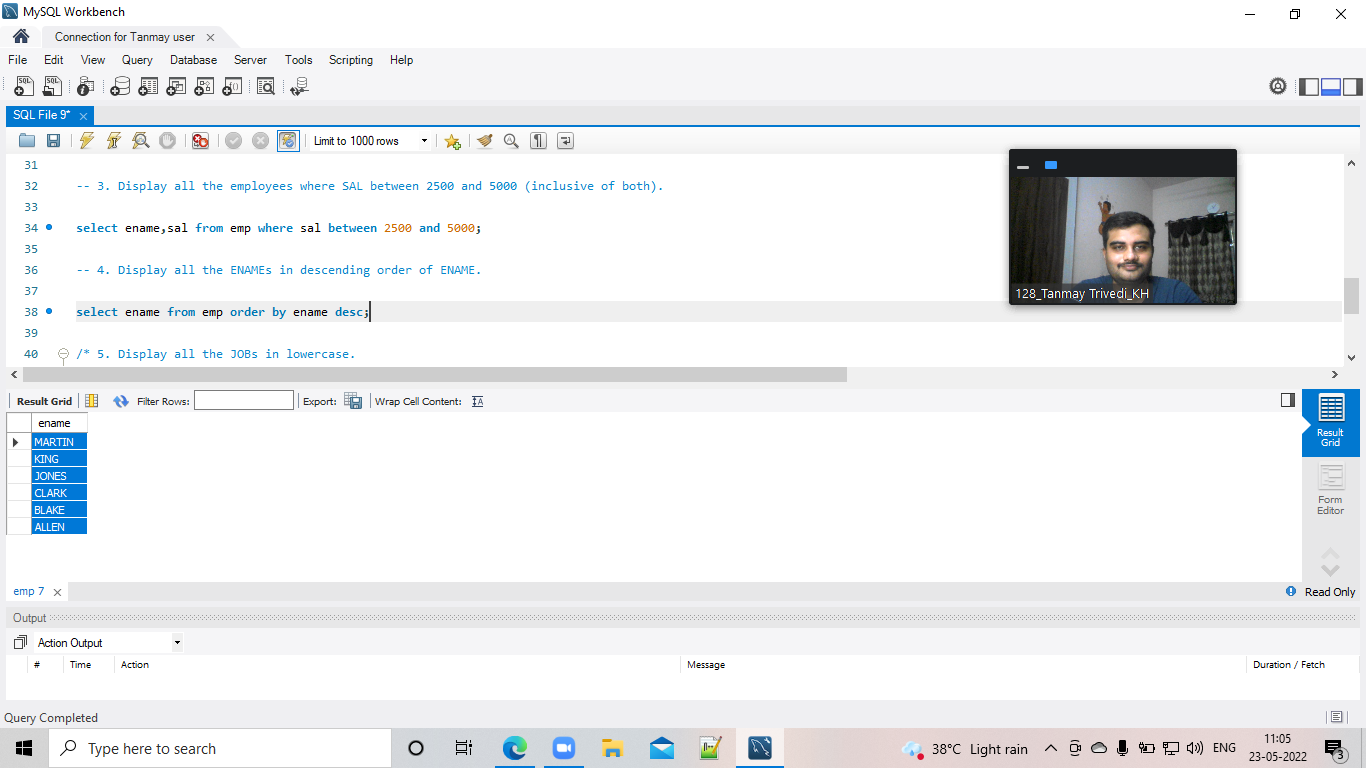 MySQL Workbench
Connection for Tanmay user
File Edit View Query Database Server Tools Scripting Help
SQL File 9*
Limit to 1000 rows
31
32 -- 3. Display all the employees where SAL between 2500 and 5000 (inclusive of both).
33
34 select ename,sal from emp where sal between 2500 and 5000;
35
36 -- 4. Display all the ENAMEs in descending order of ENAME.
37
38 select ename from emp order by ename desc;
39
40 /* 5. Display all the JOBs in lowercase.
128_Tanmay Trivedi_KH
Result Grid Filter Rows: Export: Wrap Cell Content:
ename
MARTIN
KING
JONES
CLARK
BLAKE
ALLEN
Result
Grid
Form
Editor
emp 7
Read Only
Output
Action Output
# Time Action Message Duration / Fetch
Query Completed
Type here to search
38°C Light rain
ENG
11:05
23-05-2022
3